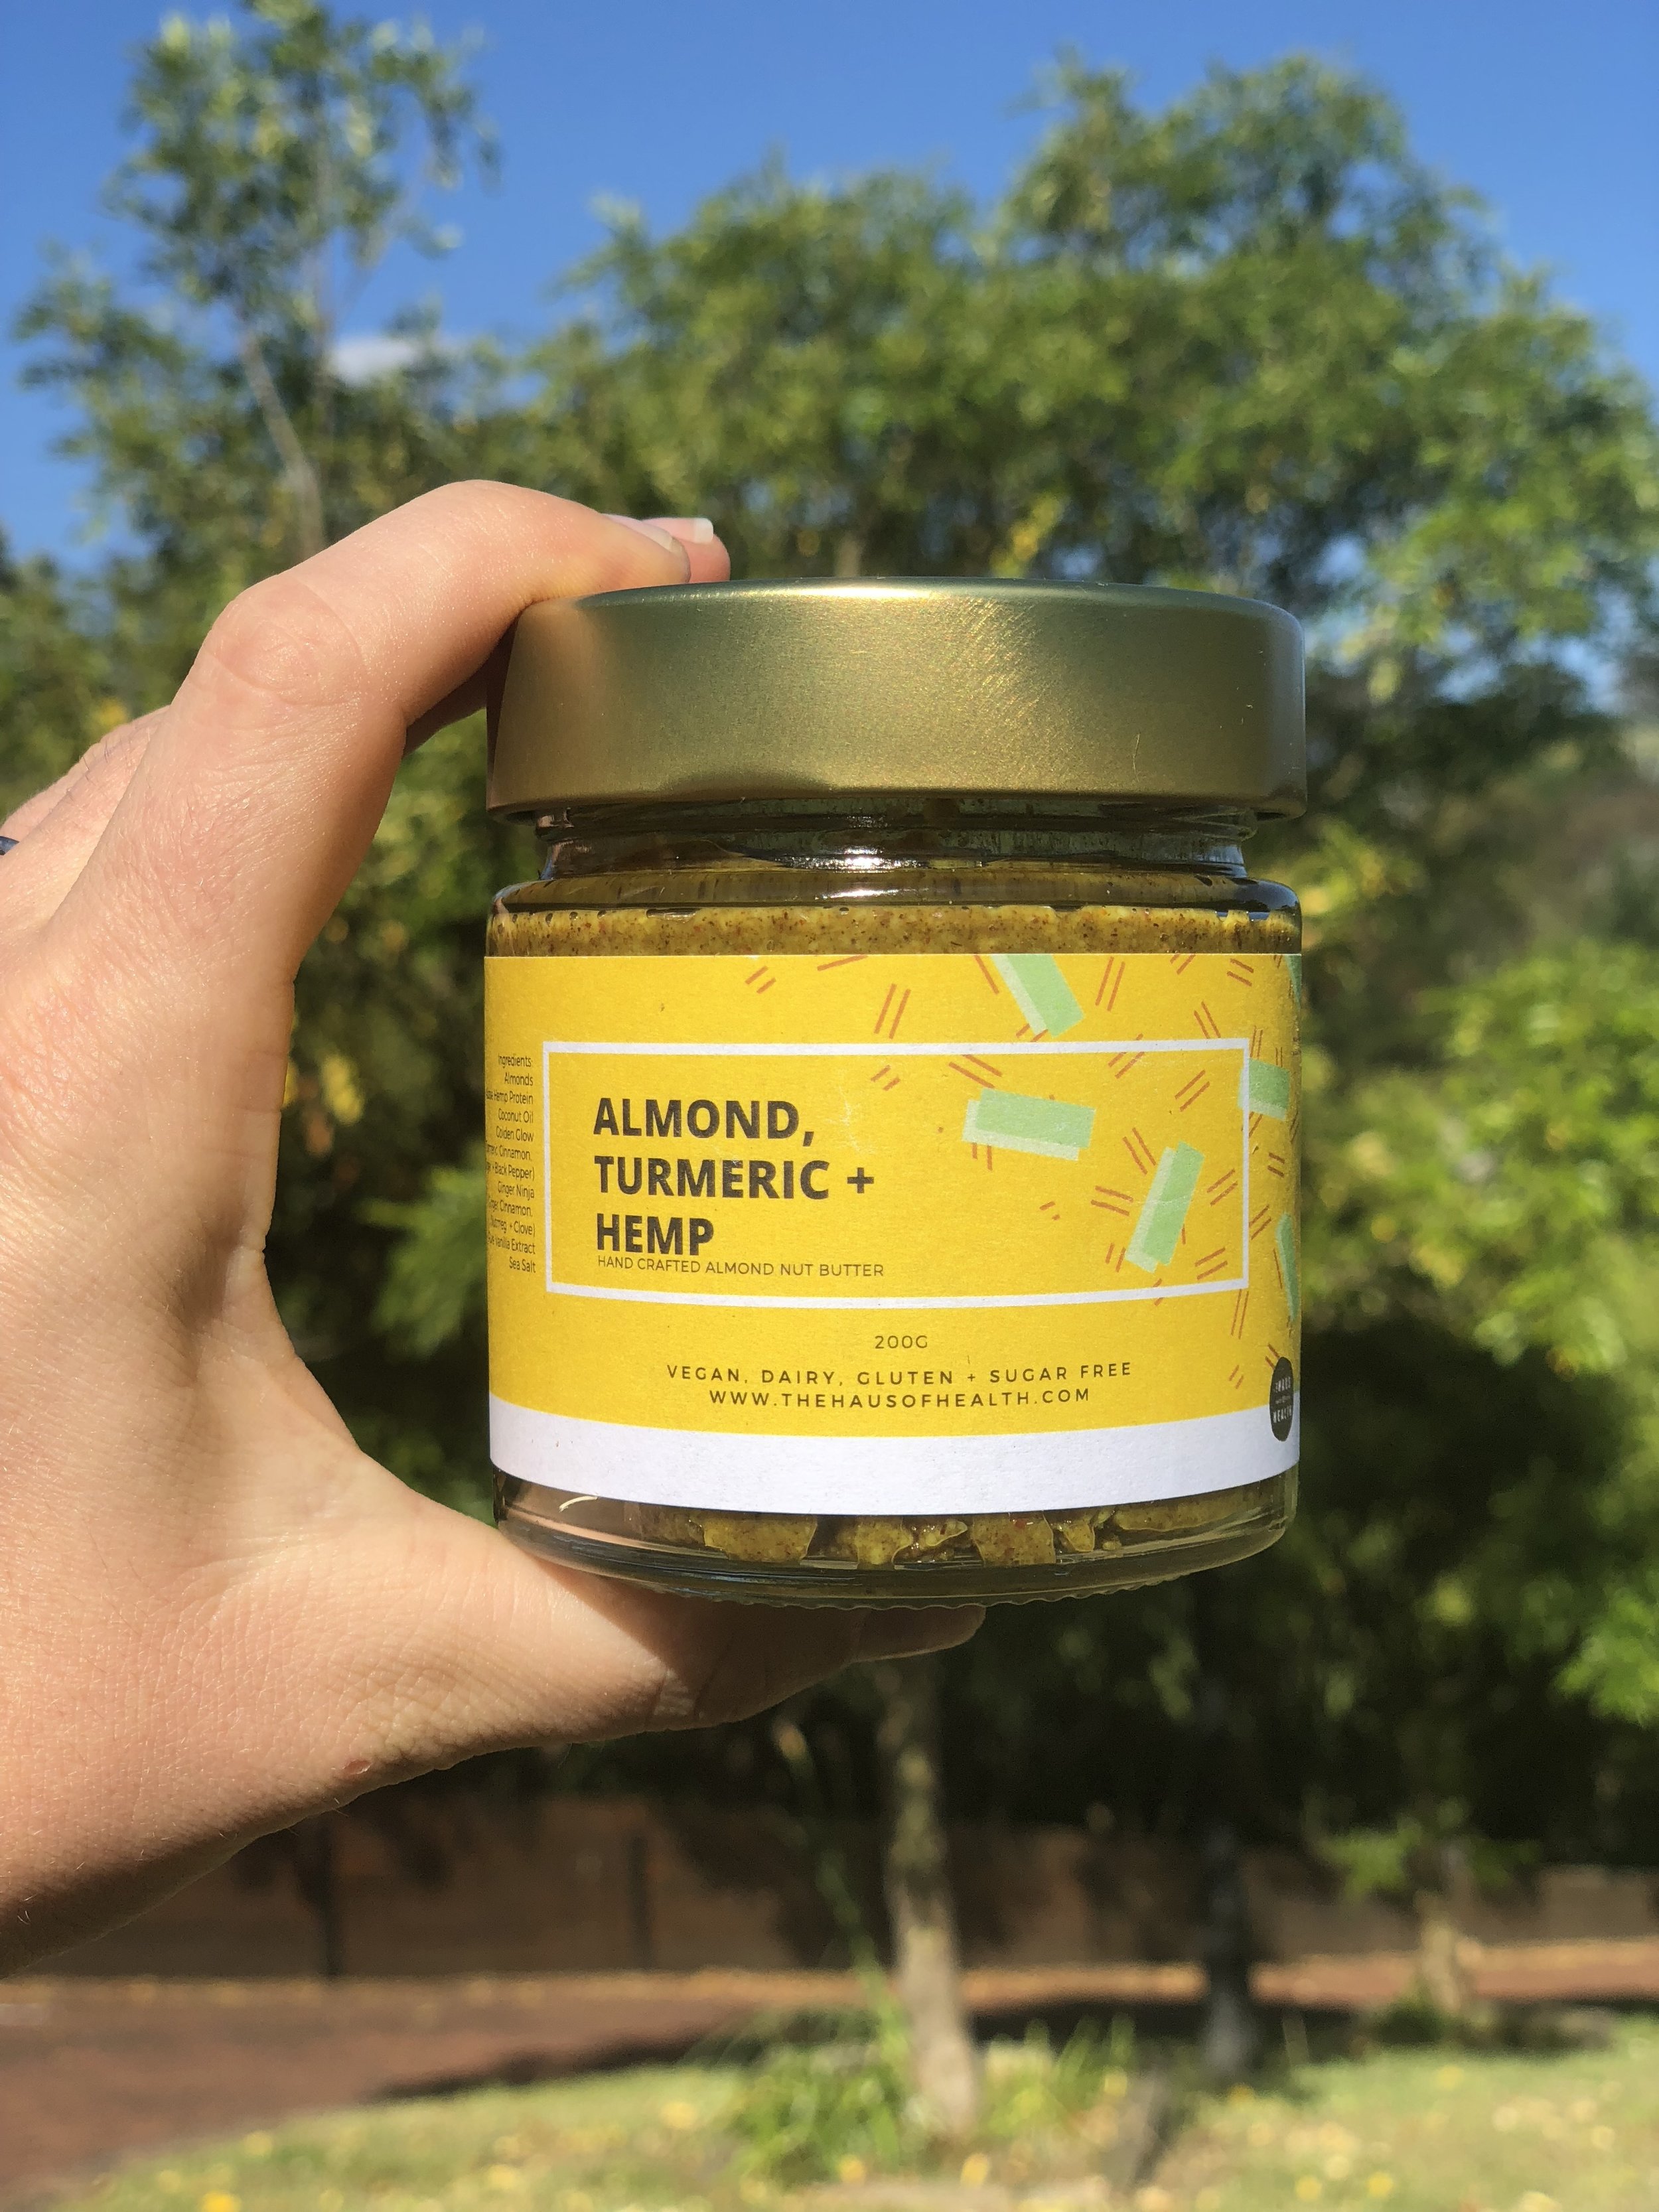 ALMOND,
TURMERIC +
HEMP
HAND CRAFTED ALMOND NUT BUTTER
200G
VEGAN, DAIRY, GLUTEN + SUGAR FREE
WWW.THEHAUSOFHEALTH.COM
Ingredients
Almonds
Hemp Protein
Coconut Oil
Golden Glow
Cinnamon,
+ Black Pepper)
Ginger Ninja
Cinnamon,
+ Clove)
Vanilla Extract
Sea Salt
HEALTH